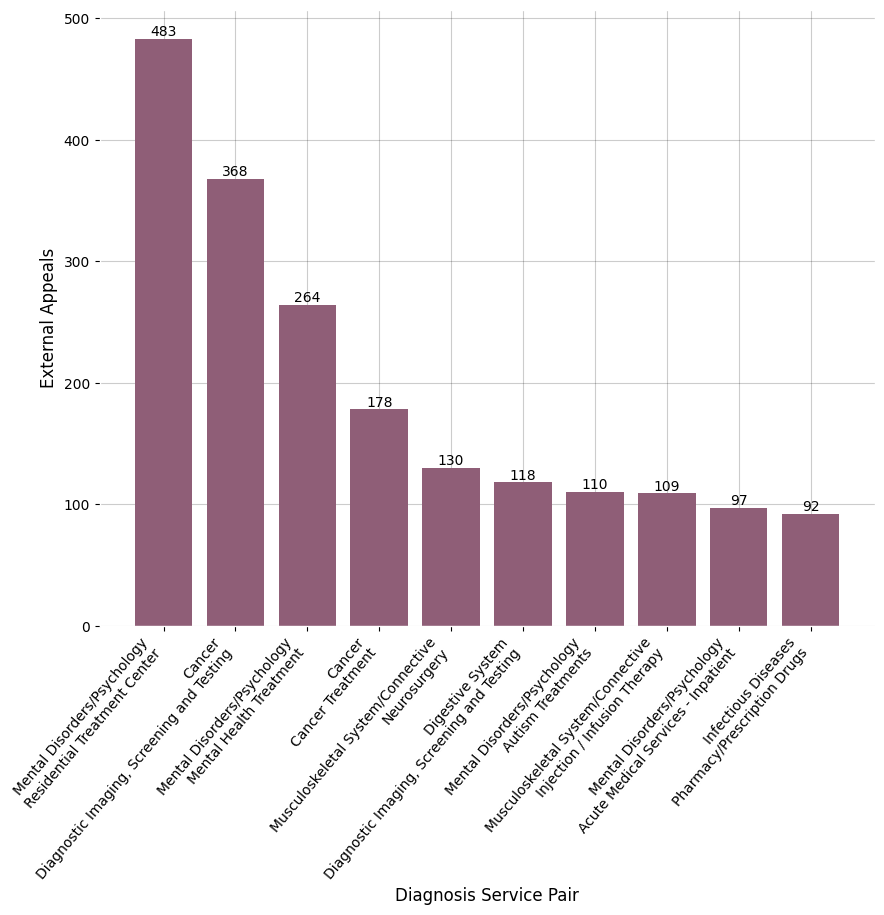 500
400
300
200
100
0
External Appeals
483
368
264
178
130
118
110
109
97
92
Mental Disorders/Psychology
Residential Treatment Center
Cancer
Diagnostic Imaging, Screening and Testing
Mental Disorders/Psychology
Mental Health Treatment
Cancer
Cancer Treatment
Musculoskeletal System/Connective
Neurosurgery
Digestive System
Diagnostic Imaging, Screening and Testing
Mental Disorders/Psychology
Autism Treatments
Musculoskeletal System/Connective
Injection / Infusion Therapy
Mental Disorders/Psychology
Acute Medical Services - Inpatient
Infectious Diseases
Pharmacy/Prescription Drugs
Diagnosis Service Pair